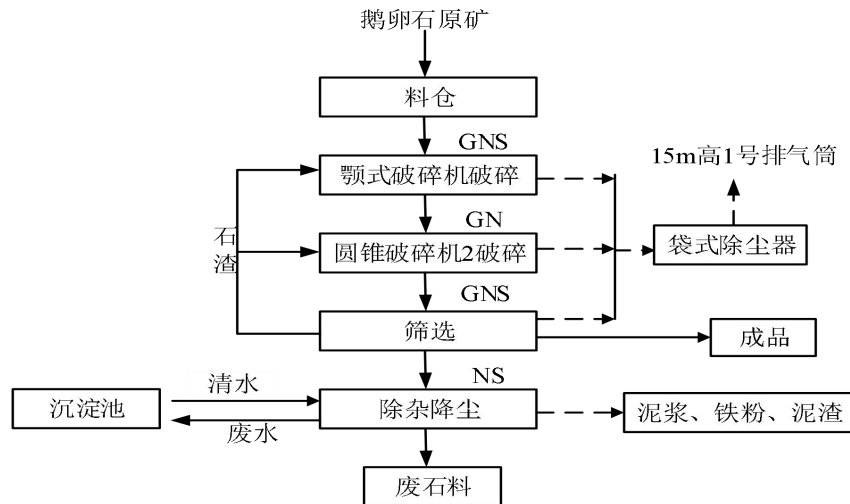 鹅卵石原矿
料仓
GNS
15m高1号排气筒
颚式破碎机破碎
GN
石渣
圆锥破碎机2破碎
袋式除尘器
GNS
筛选
成品
NS
清水
沉淀池
除杂降尘
泥浆、铁粉、泥渣
废水
废石料